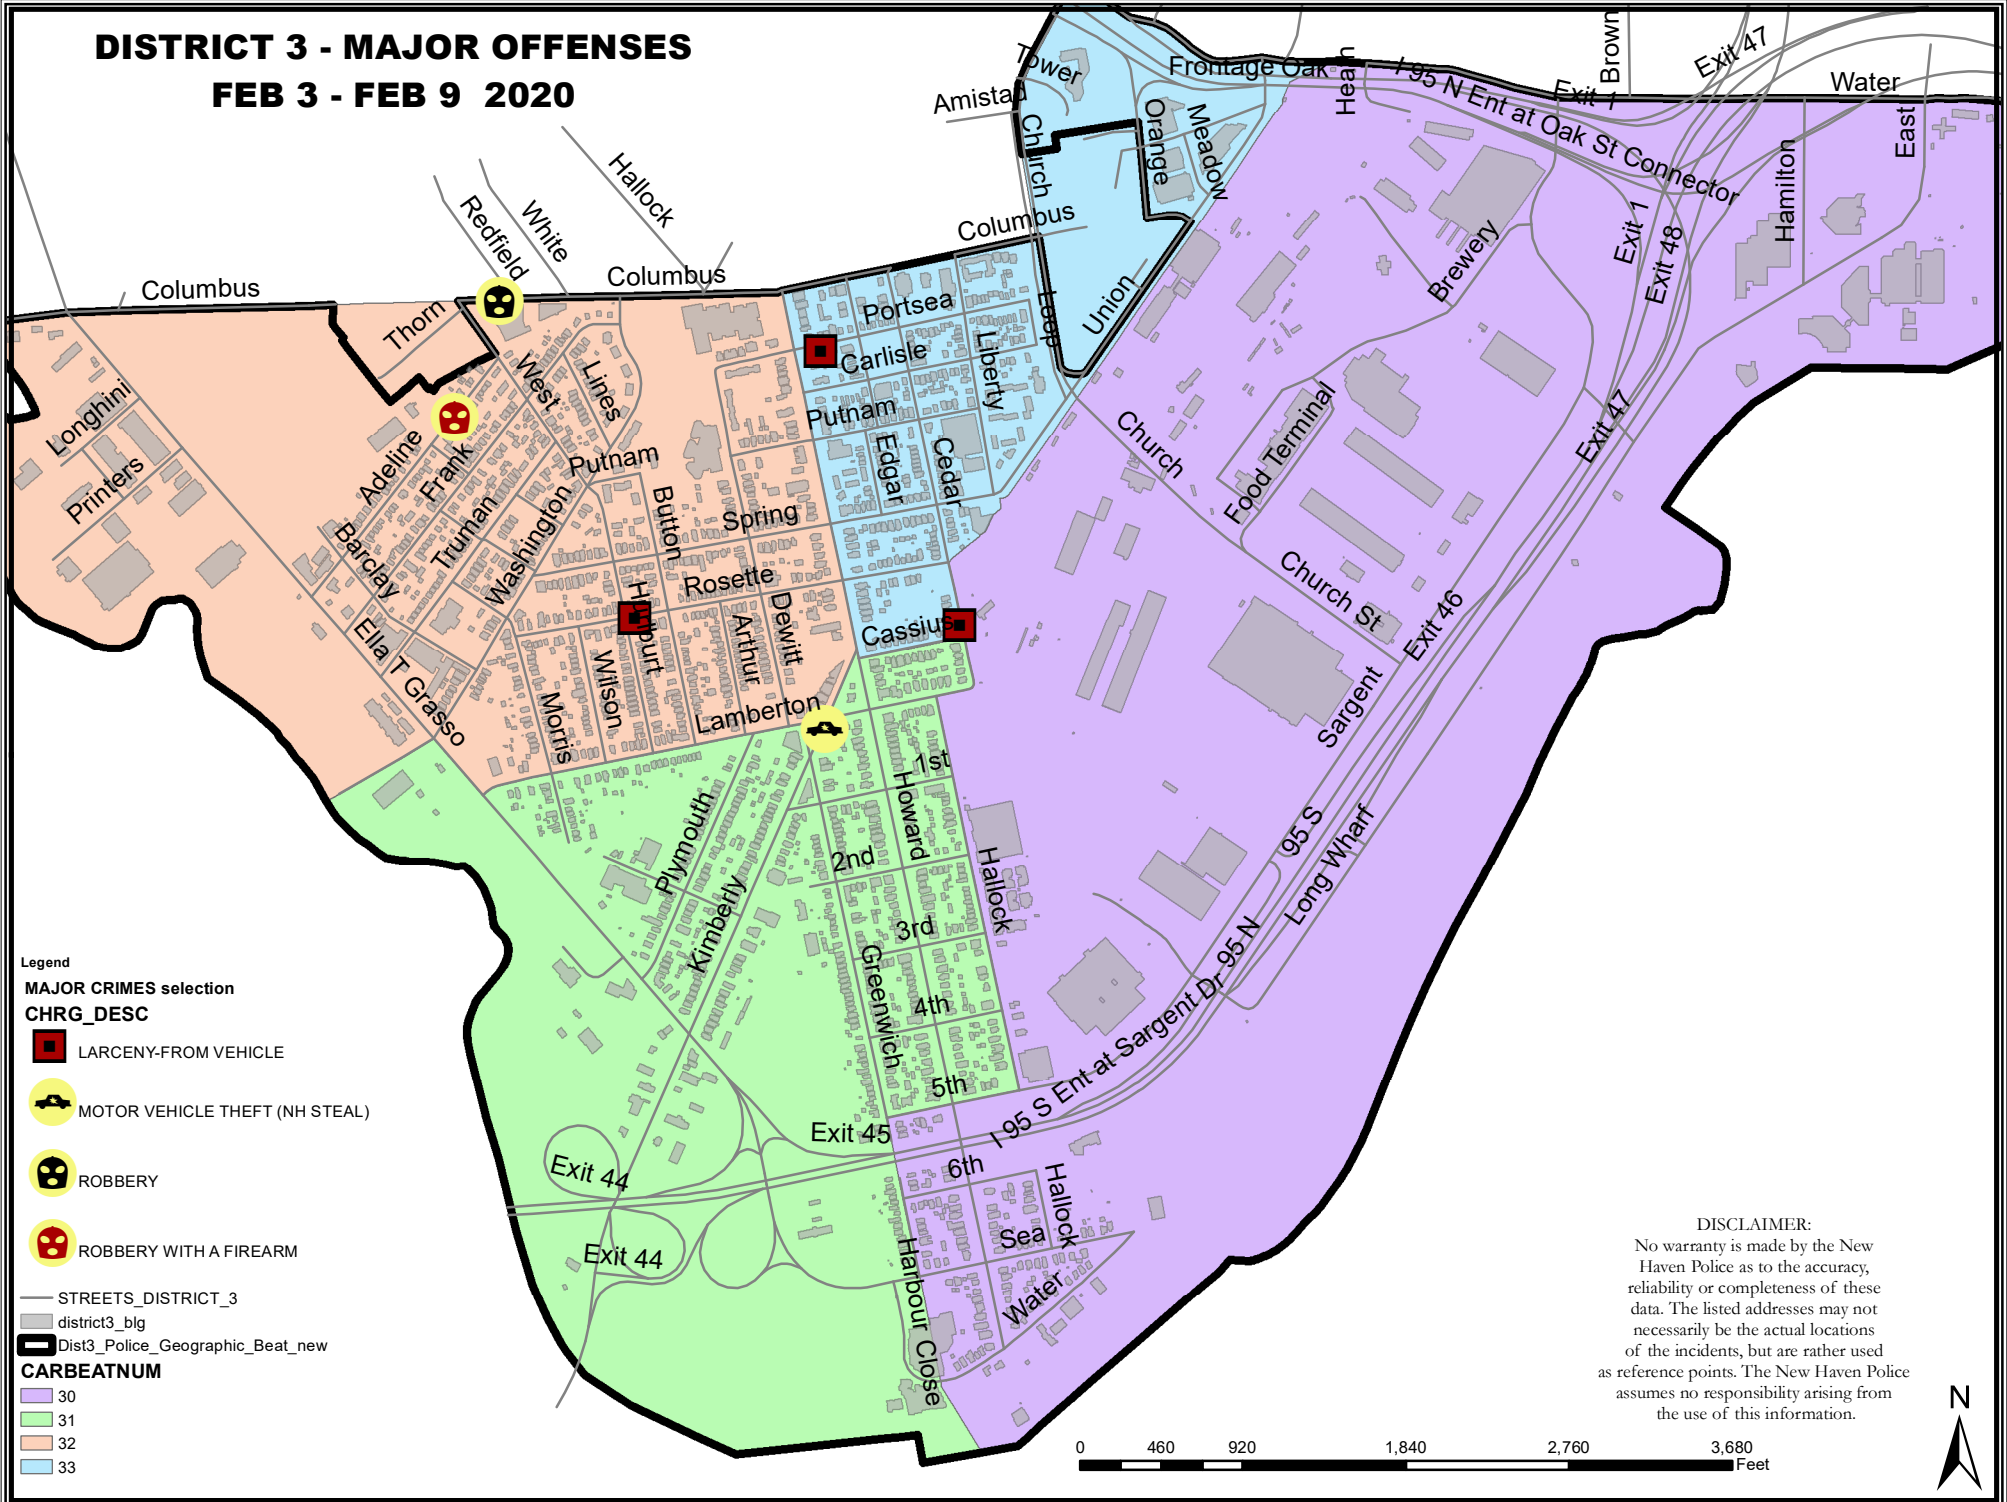 DISTRICT 3 - MAJOR OFFENSES
FEB 3 - FEB 9 2020
Tower
Amistad
Church
Orange
Meadow
Frontage Oak
Heath
I 95 N Ent at Oak St Connector
Exit 1
Brown
Exit 47
Water
East
Hamilton
Hallock
White
Redfield
Columbus
Columbus
Columbus
Thorn
Portsea
Carlisle
Putnam
Liberty
Loop
Union
Brewery
Exit 1
Exit 48
Longhini
Printers
Adeline
Frank
West
Lines
Putnam
Truman
Washington
Barclay
Button
Spring
Rosette
Hurlburt
Edgar
Cedar
Church
Food Terminal
Exit 47
Church St
Exit 46
Sargent
Ella T Grasso
Morris
Wilson
Arthur
Dewitt
Cassius
Lamberton
1st
Howard
Plymouth
2nd
Kimberly
Hallock
3rd
Greenwich
4th
5th
95 S
Long Wharf
95 N
I 95 S Ent at Sargent Dr
Exit 45
Exit 44
Exit 44
6th
Hallock
Sea
Water
Harbour Close
Legend
MAJOR CRIMES selection
CHRG_DESC
LARCENY-FROM VEHICLE
MOTOR VEHICLE THEFT (NH STEAL)
ROBBERY
ROBBERY WITH A FIREARM
STREETS_DISTRICT_3
district3_blg
Dist3_Police_Geographic_Beat_new
CARBEATNUM
30
31
32
33
DISCLAIMER:
No warranty is made by the New
Haven Police as to the accuracy,
reliability or completeness of these
data. The listed addresses may not
necessarily be the actual locations
of the incidents, but are rather used
as reference points. The New Haven Police
assumes no responsibility arising from
the use of this information.
N
0 460 920 1,840 2,760 3,680
Feet